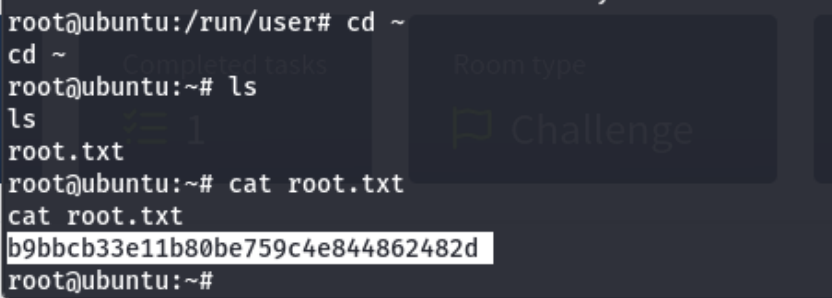 root@ubuntu:/run/user# cd ~
cd ~
Completed tasks
Room type
root@ubuntu:~# ls
ls
1
Challenge
root.txt
root@ubuntu:~# cat root.txt
cat root.txt
b9bbcb33e11b80be759c4e844862482d
root@ubuntu:~#